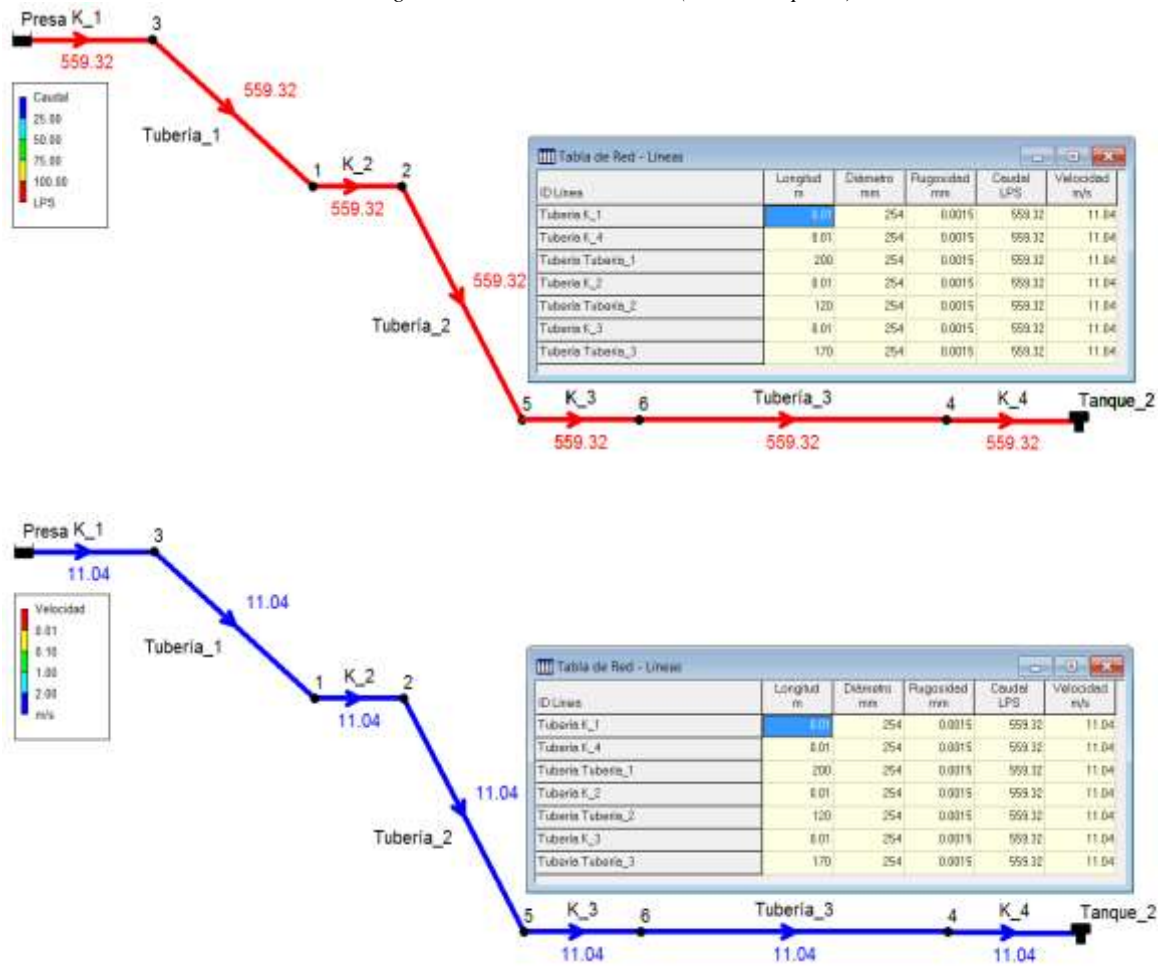 Presa K_1
3
559.32
559.32
Caudal
25.00
50.00
75.00
100.00
LPS
Tubería_1
1
K_2
2
559.32
Tabla de Red - Líneas
ID Línea Longitud m Diámetro mm Rugosidad mm Caudal LPS Velocidad m/s
Tubería K_1 0.01 254 0.0015 559.32 11.04
Tubería K_4 0.01 254 0.0015 559.32 11.04
Tubería Tubería_1 200 254 0.0015 559.32 11.04
Tubería K_2 0.01 254 0.0015 559.32 11.04
Tubería Tubería_2 120 254 0.0015 559.32 11.04
Tubería K_3 0.01 254 0.0015 559.32 11.04
Tubería Tubería_3 170 254 0.0015 559.32 11.04
559.32
Tubería_2
5
K_3
6
Tubería_3
4
K_4
Tanque_2
559.32
559.32
559.32
Presa K_1
3
11.04
11.04
Velocidad
0.01
0.10
1.00
2.00
m/s
Tubería_1
1
K_2
2
11.04
Tabla de Red - Líneas
ID Línea Longitud m Diámetro mm Rugosidad mm Caudal LPS Velocidad m/s
Tubería K_1 0.01 254 0.0015 559.32 11.04
Tubería K_4 0.01 254 0.0015 559.32 11.04
Tubería Tubería_1 200 254 0.0015 559.32 11.04
Tubería K_2 0.01 254 0.0015 559.32 11.04
Tubería Tubería_2 120 254 0.0015 559.32 11.04
Tubería K_3 0.01 254 0.0015 559.32 11.04
Tubería Tubería_3 170 254 0.0015 559.32 11.04
11.04
Tubería_2
5
K_3
6
Tubería_3
4
K_4
Tanque_2
11.04
11.04
11.04